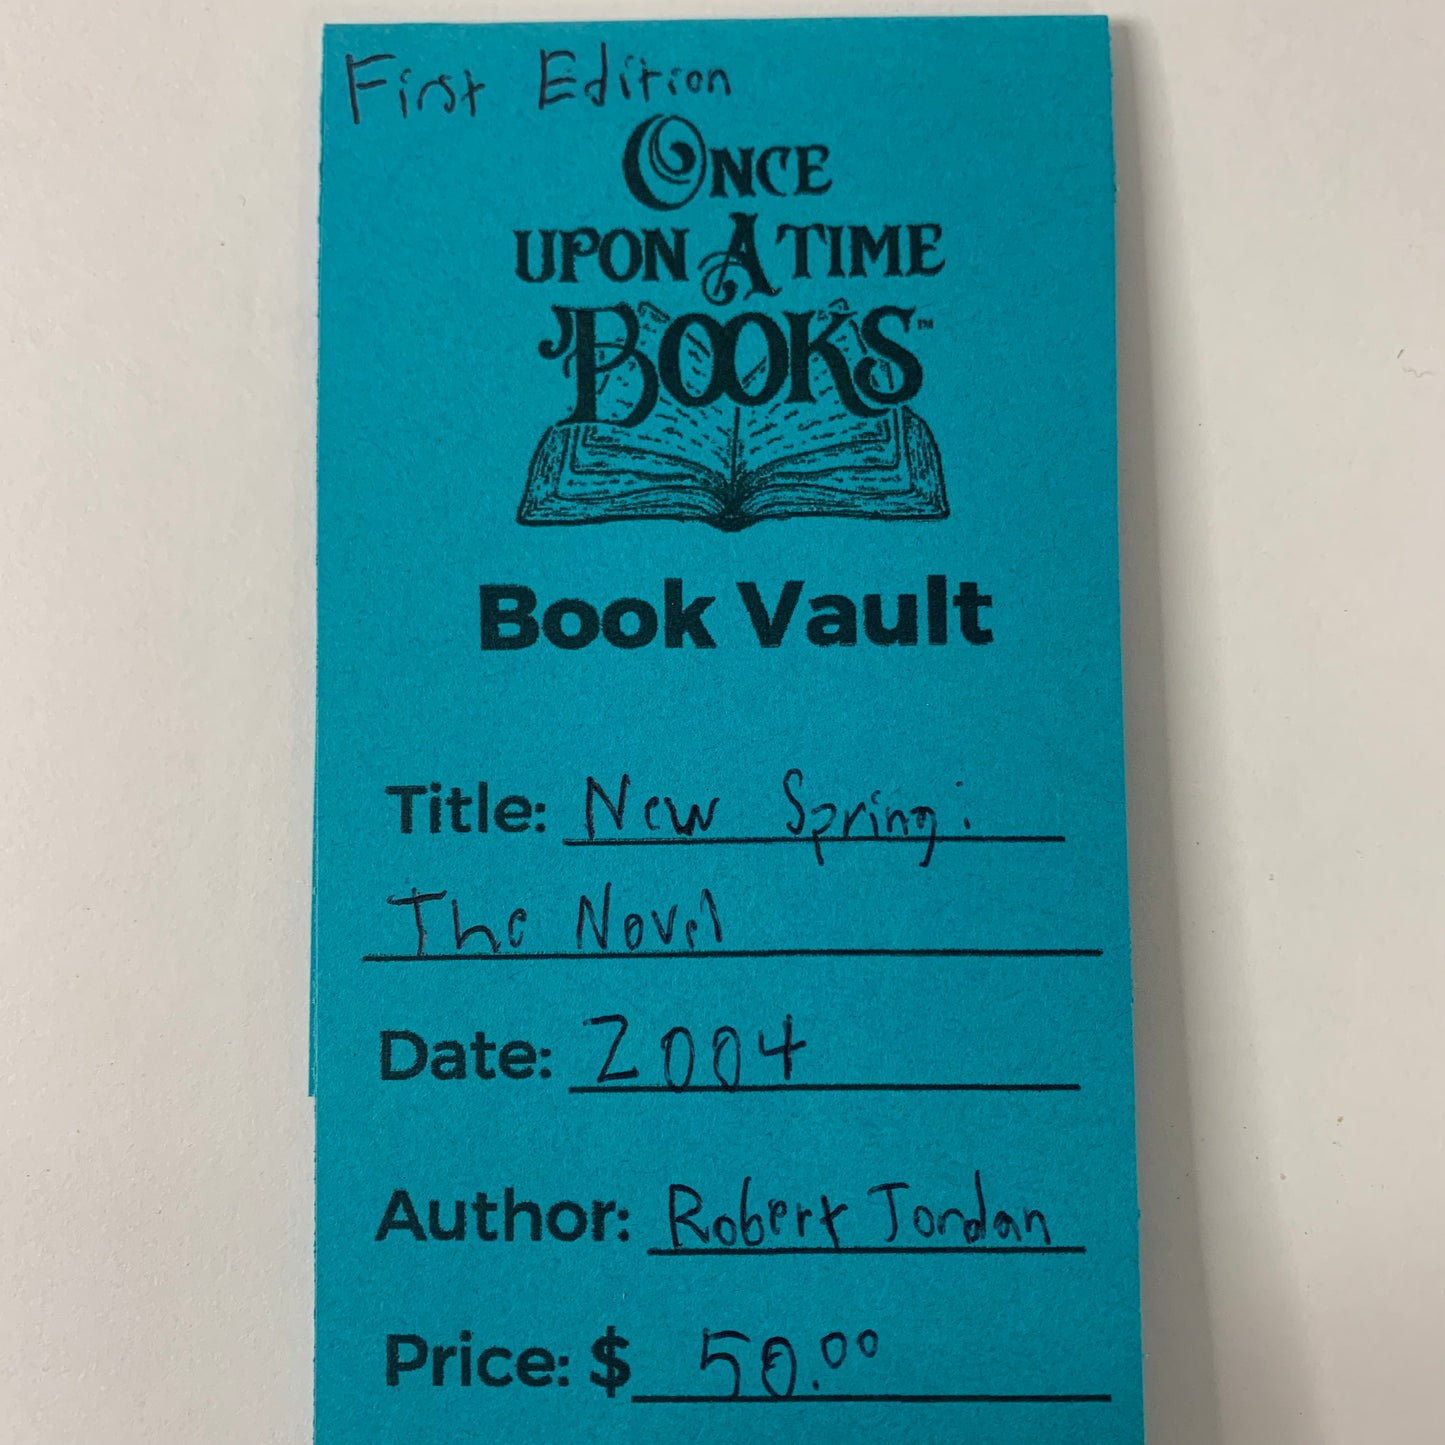 First Edition
ONCE
UPON A TIME
BOOKS™
Book Vault
Title: New Spring:
The Novel
Date: 2004
Author: Robert Jordan
Price: $ 50.00